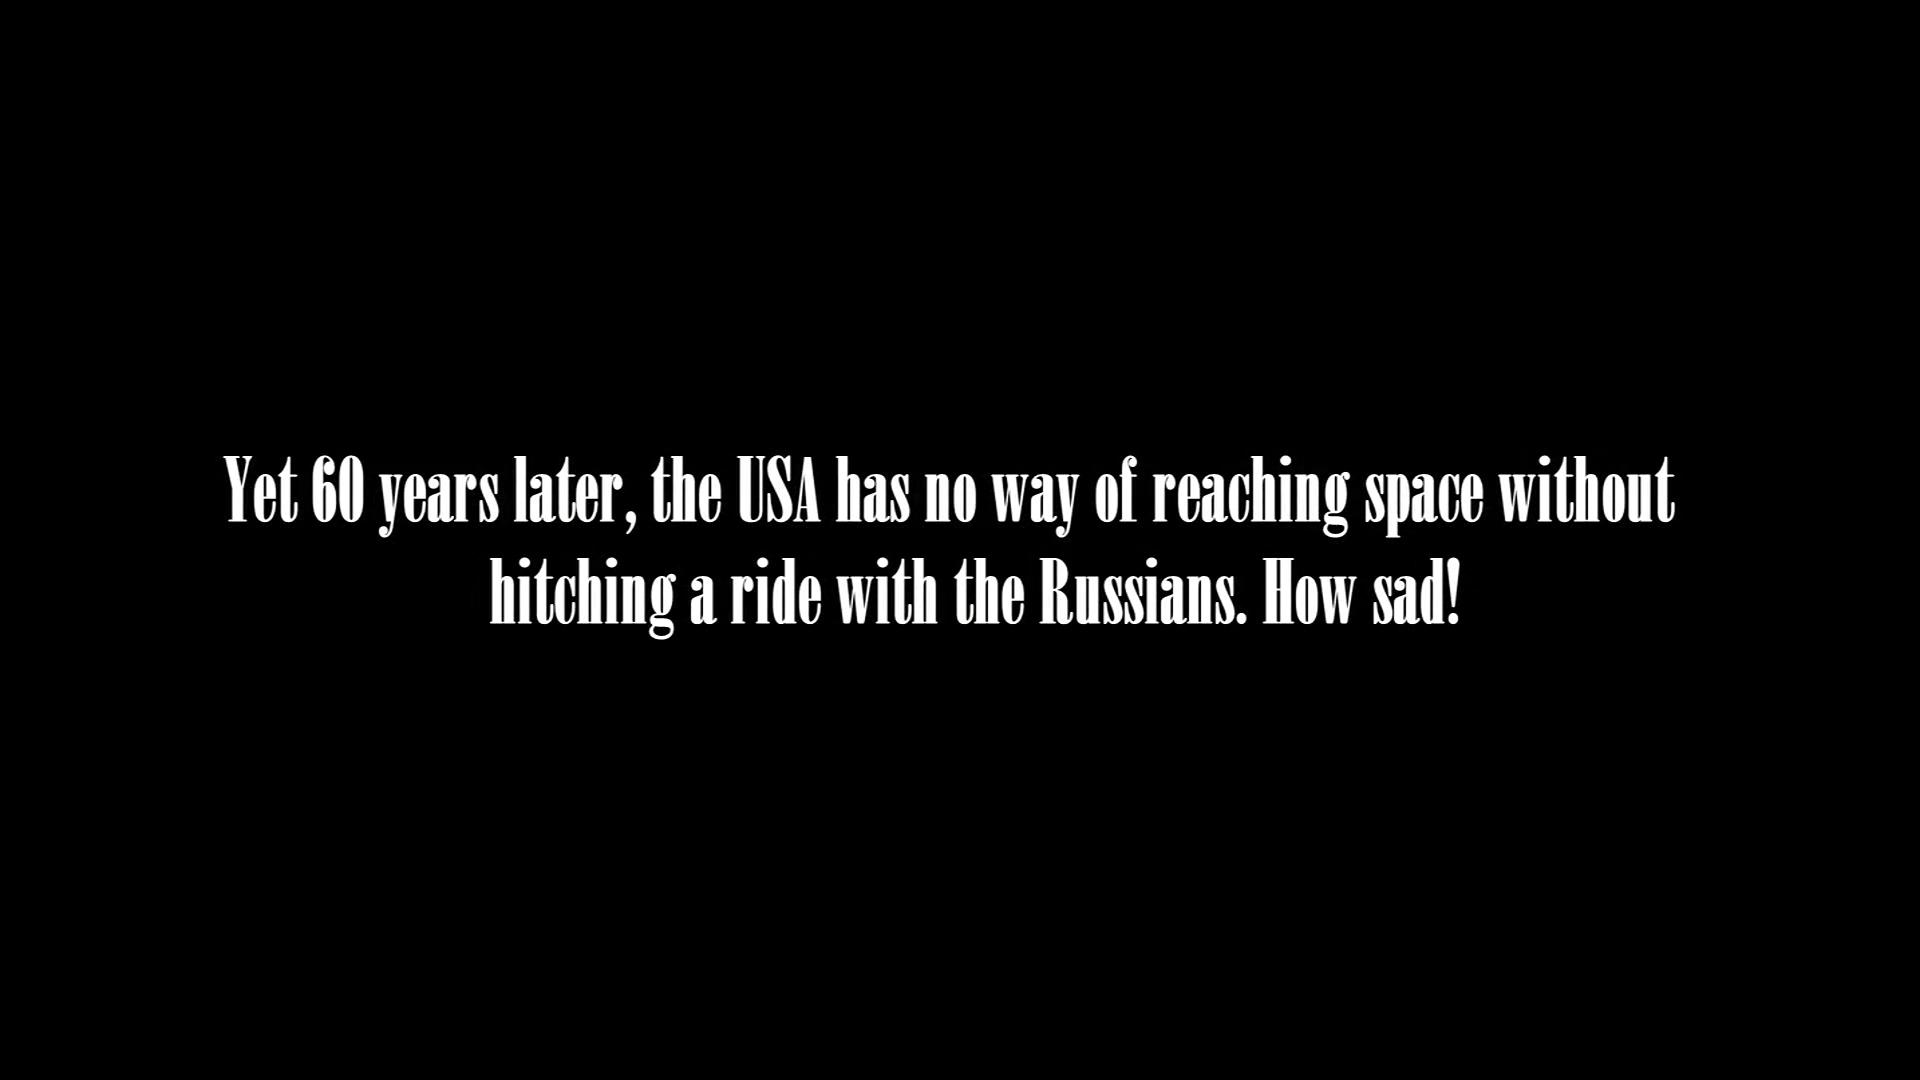 Yet 60 years later, the USA has no way of reaching space without
hitching a ride with the Russians. How sad!